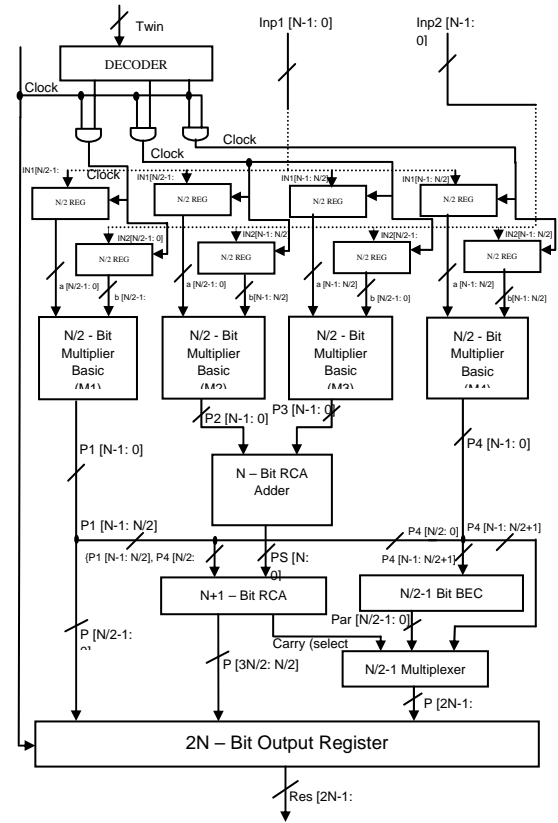 Twin
Inp1 [N-1: 0]
Inp2 [N-1:
0]
DECODER
Clock
Clock
Clock
IN1[N/2-1:
IN1[N/2-1:
IN1[N-1: N/2]
IN1[N-1: N/2]
Clock
N/2 REG
N/2 REG
N/2 REG
N/2 REG
IN2[N/2-1: 0]
IN2[N-1: N/2]
IN2[N/2-1:
IN2[N-1: N/2]
N/2 REG
N/2 REG
N/2 REG
N/2 REG
a [N/2-1: 0]
b [N/2-1:
a [N/2-1: 0]
b[N-1: N/2]
a [N-1: N/2]
b [N/2-1: 0]
a [N-1: N/2]
b[N-1: N/2]
N/2 - Bit
Multiplier
Basic
(M1)
N/2 - Bit
Multiplier
Basic
(M2)
N/2 - Bit
Multiplier
Basic
(M3)
N/2 - Bit
Multiplier
Basic
(M4)
P2 [N-1: 0]
P3 [N-1: 0]
P1 [N-1: 0]
P4 [N-1: 0]
N – Bit RCA
Adder
P1 [N-1: N/2]
P4 [N/2: 0]
P4 [N-1: N/2+1]
{P1 [N-1: N/2], P4 [N/2:
PS [N:
0]
P4 [N-1: N/2+1]
N+1 – Bit RCA
N/2-1 Bit BEC
Par [N/2-1: 0]
P [N/2-1:
0]
Carry (select
P [3N/2: N/2]
N/2-1 Multiplexer
P [2N-1:
2N – Bit Output Register
Res [2N-1: